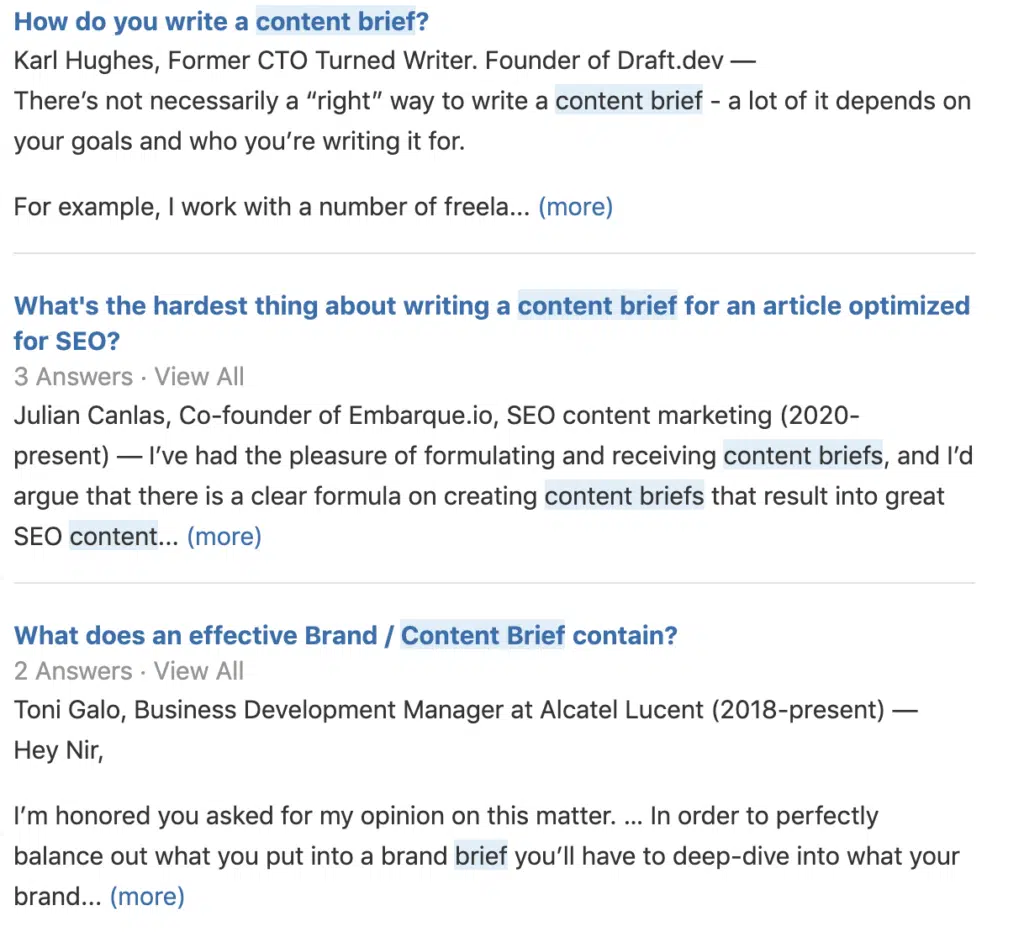 How do you write a content brief?
Karl Hughes, Former CTO Turned Writer. Founder of Draft.dev —
There’s not necessarily a “right” way to write a content brief - a lot of it depends on
your goals and who you’re writing it for.
For example, I work with a number of freela... (more)
What's the hardest thing about writing a content brief for an article optimized
for SEO?
3 Answers · View All
Julian Canlas, Co-founder of Embarque.io, SEO content marketing (2020-
present) — I’ve had the pleasure of formulating and receiving content briefs, and I’d
argue that there is a clear formula on creating content briefs that result into great
SEO content... (more)
What does an effective Brand / Content Brief contain?
2 Answers · View All
Toni Galo, Business Development Manager at Alcatel Lucent (2018-present) —
Hey Nir,
I’m honored you asked for my opinion on this matter. ... In order to perfectly
balance out what you put into a brand brief you’ll have to deep-dive into what your
brand... (more)